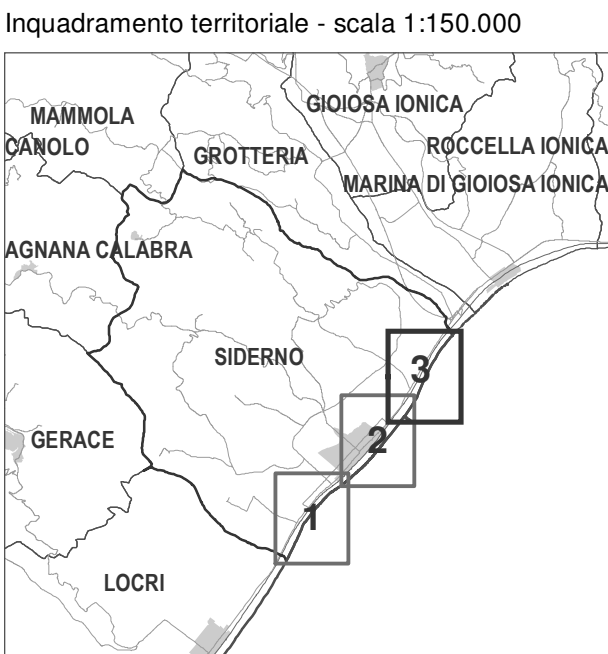 Inquadramento territoriale - scala 1:150.000
GIOIOSA IONICA
MAMMOLA
CANOLO
GROTTERIA
ROCCELLA IONICA
MARINA DI GIOIOSA IONICA
AGNANA CALABRA
SIDERNO
3
GERACE
2
1
LOCRI